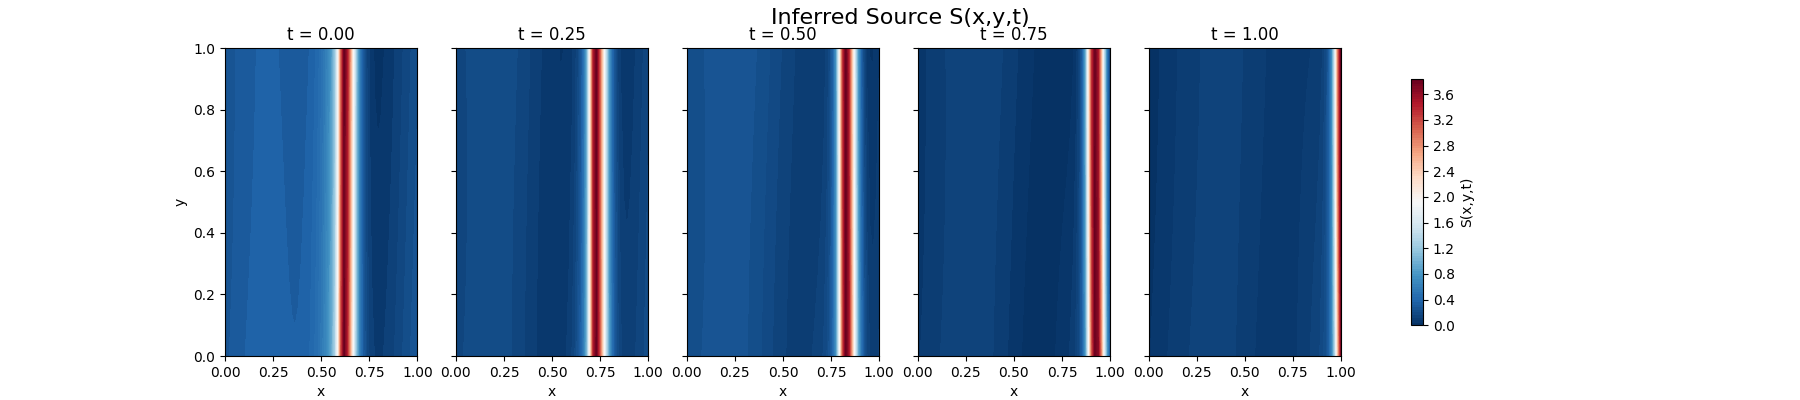 Inferred Source S(x,y,t)
t = 0.00
t = 0.25
t = 0.50
t = 0.75
t = 1.00
y
1.0
0.8
0.6
0.4
0.2
0.0
0.00 0.25 0.50 0.75 1.00
x
0.00 0.25 0.50 0.75 1.00
x
0.00 0.25 0.50 0.75 1.00
x
0.00 0.25 0.50 0.75 1.00
x
0.00 0.25 0.50 0.75 1.00
x
3.6
3.2
2.8
2.4
2.0
1.6
1.2
0.8
0.4
0.0
S(x,y,t)